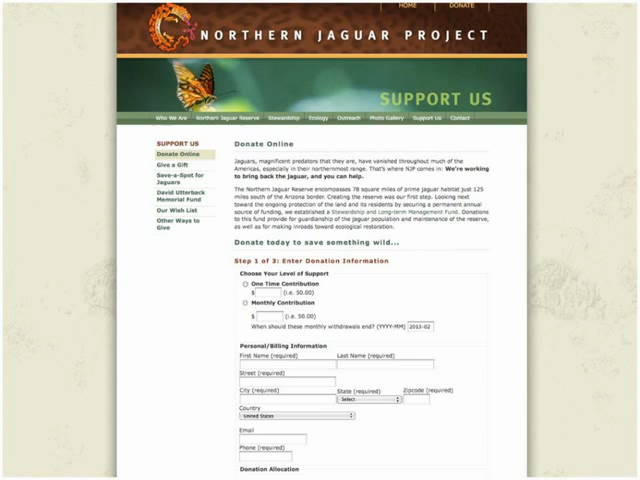 HOME DONATE
NORTHERN JAGUAR PROJECT
SUPPORT US
Who We Are Northern Jaguar Reserve Stewardship Ecology Outreach Photo Gallery Support Us Contact
SUPPORT US
Donate Online
Give a Gift
Save-a-Spot for
Jaguars
David Utterback
Memorial Fund
Our Wish List
Other Ways to
Give
Donate Online
Jaguars, magnificent predators that they are, have vanished throughout much of the
Americas, especially in their northernmost range. That's where NJP comes in: We're working
to bring back the jaguar, and you can help.
The Northern Jaguar Reserve encompasses 78 square miles of prime jaguar habitat just 125
miles south of the Arizona border. Creating the reserve was our first step. Looking next
toward the ongoing protection of the land and its residents by securing a permanent annual
source of funding, we established a Stewardship and Long-term Management Fund. Donations
to this fund provide for guardianship of the jaguar population and maintenance of the reserve,
as well as for making inroads toward ecological restoration.
Donate today to save something wild...
Step 1 of 3: Enter Donation Information
Choose Your Level of Support
One Time Contribution
$ (i.e. 50.00)
Monthly Contribution
$ (i.e. 50.00)
When should these monthly withdrawals end? (YYYY-MM) 2013-02
Personal/Billing Information
First Name (required) Last Name (required)
Street (required)
City (required) State (required) Zipcode (required)
- Select
Country
United States
Email
Phone (required)
Donation Allocation